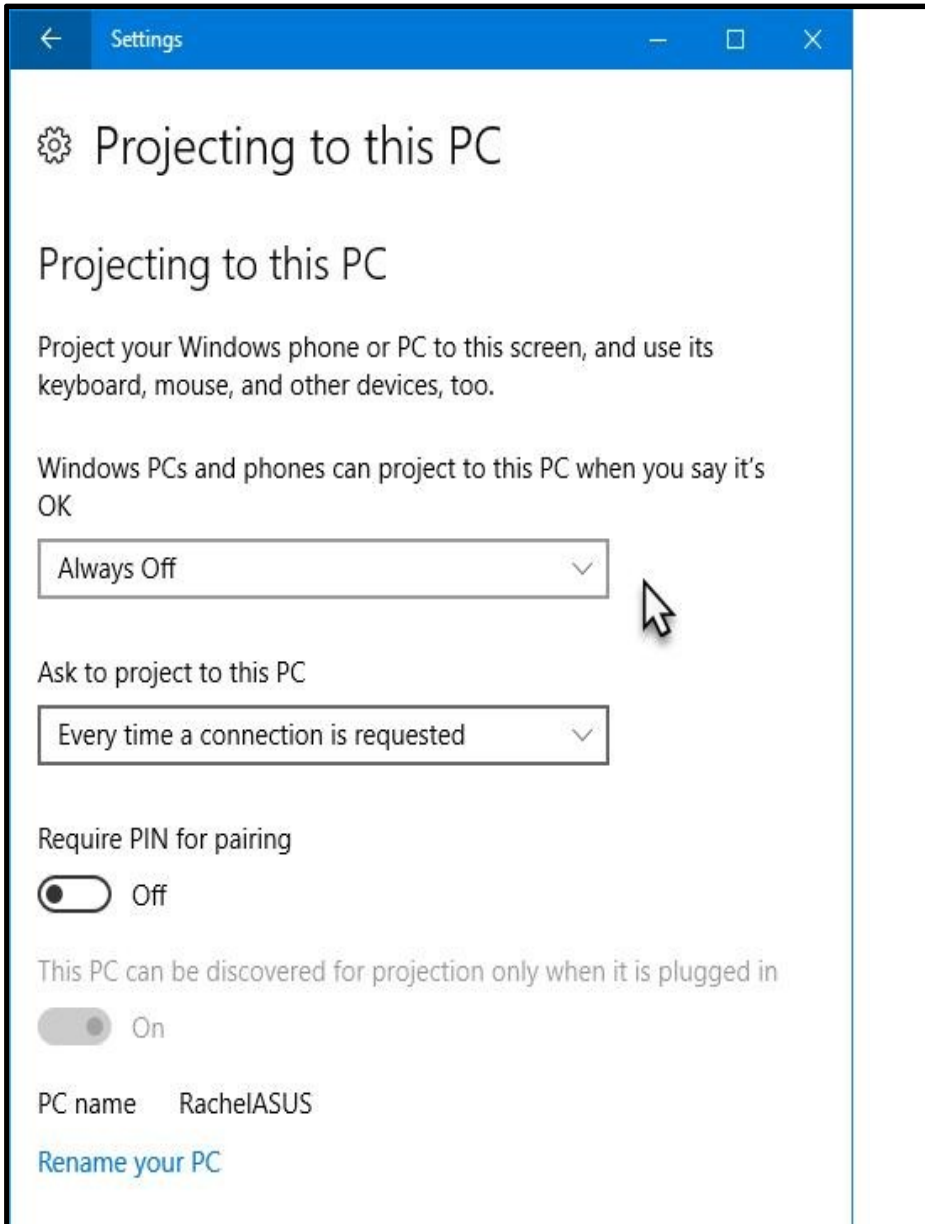 Settings
Projecting to this PC
Projecting to this PC
Project your Windows phone or PC to this screen, and use its
keyboard, mouse, and other devices, too.
Windows PCs and phones can project to this PC when you say it's
OK
Always Off
Ask to project to this PC
Every time a connection is requested
Require PIN for pairing
Off
This PC can be discovered for projection only when it is plugged in
On
PC name RachelASUS
Rename your PC